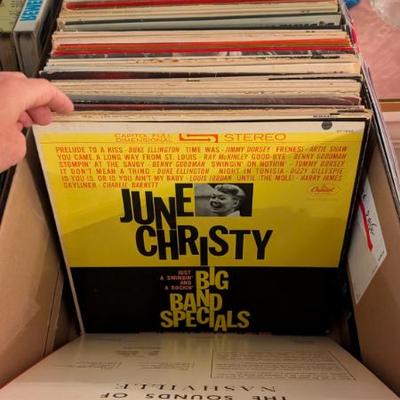 CAPITOL FULL DIMENSIONAL STEREO
PRELUDE TO A KISS - DUKE ELLINGTON TIME WAS - JIMMY DORSEY FRENESI - ARTIE SHAW
YOU CAME A LONG WAY FROM ST. LOUIS - RAY McKINLEY GOOD-BYE - BENNY GOODMAN
STOMPIN' AT THE SAVOY - BENNY GOODMAN SWINGIN' ON NOTHIN' - TOMMY DORSEY
IT DON'T MEAN A THING - DUKE ELLINGTON NIGHT IN TUNISIA - DIZZY GILLESPIE
IS YOU IS, OR IS YOU AIN'T MY BABY - LOUIS JORDAN UNTIL THE MOLE! - HARRY JAMES
SKYLINER - CHARLIE BARNETT
Capitol
JUNE
CHRISTY
JUST
A SWINGIN'
AND
A ROCKIN'
BIG
BAND
SPECIALS
THE SOUNDS OF
NASHVILLE